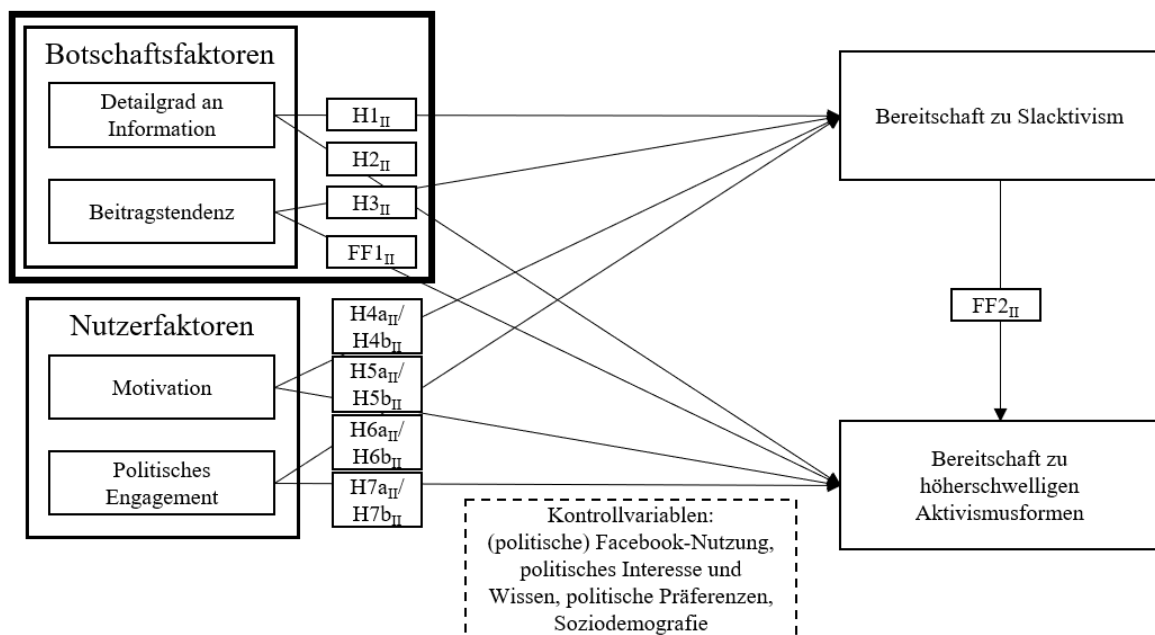 Botschaftsfaktoren
Detailgrad an
Information
Beitragstendenz
H1II
H2II
H3II
FF1II
Nutzerfaktoren
Motivation
Politisches
Engagement
H4aII/
H4bII
H5aII/
H5bII
H6aII/
H6bII
H7aII/
H7bII
Bereitschaft zu Slacktivism
FF2II
Bereitschaft zu
höherschwelligen
Aktivismusformen
Kontrollvariablen:
(politische) Facebook-Nutzung,
politisches Interesse und
Wissen, politische Präferenzen,
Soziodemografie